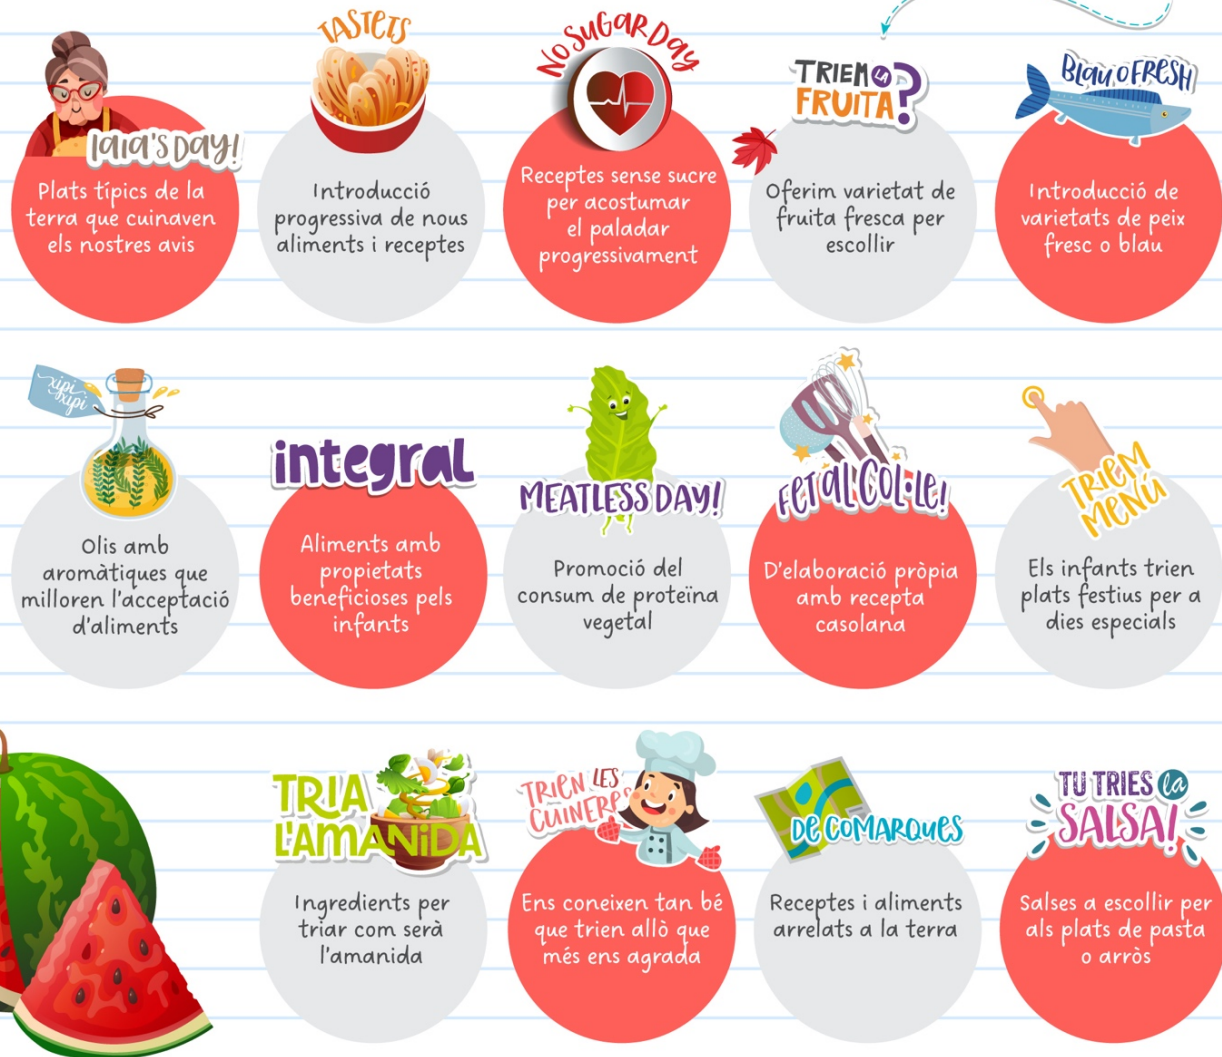 Iaia's Day!
Plats típics de la
terra que cuinaven
els nostres avis
TASTETS
Introducció
progressiva de nous
aliments i receptes
No Sugar Day
Receptes sense sucre
per acostumar
el paladar
progressivament
TRIEM LA
FRUITA?
Oferim varietat de
fruita fresca per
escollir
Blau o FRESH
Introducció de
varietats de peix
fresc o blau
xipi
xipi
Olis amb
aromàtiques que
milloren l'acceptació
d'aliments
integral
Aliments amb
propietats
beneficioses pels
infants
MEATLESS DAY!
Promoció del
consum de proteïna
vegetal
Fet al Col·le!
D'elaboració pròpia
amb recepta
casolana
TRIEM
MENÚ
Els infants trien
plats festius per a
dies especials
TRIA
L'AMANIDA
Ingredients per
triar com serà
l'amanida
TRIEN LES
CUINERES
Ens coneixen tan bé
que trien allò que
més ens agrada
DE COMARQUES
Receptes i aliments
arrelats a la terra
TU TRIES la
SALSA!
Salses a escollir per
als plats de pasta
o arròs